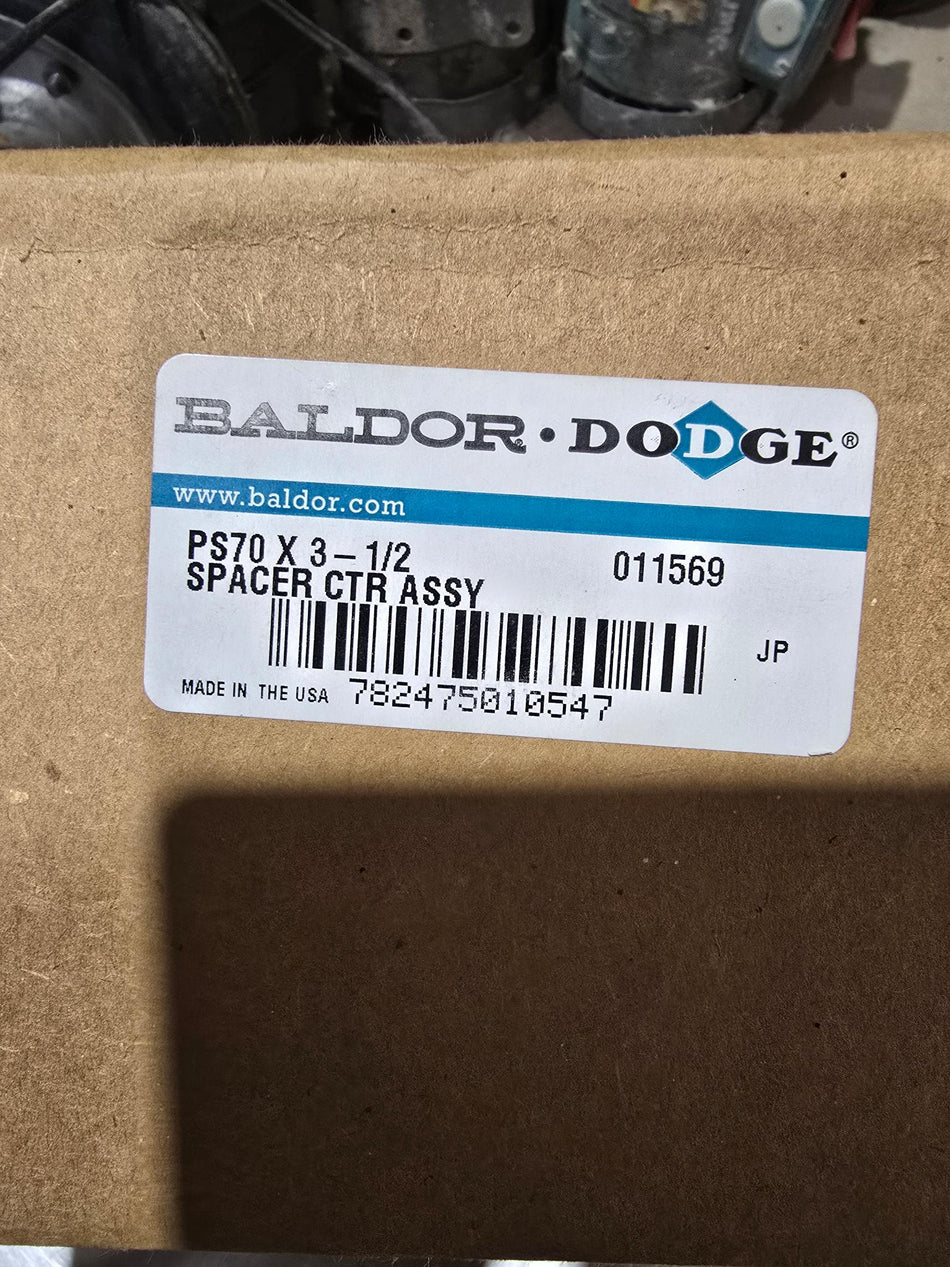 BALDOR • DODGE®
www.baldor.com
PS70 X 3 – 1/2 011569
SPACER CTR ASSY
JP
MADE IN THE USA 782475010547